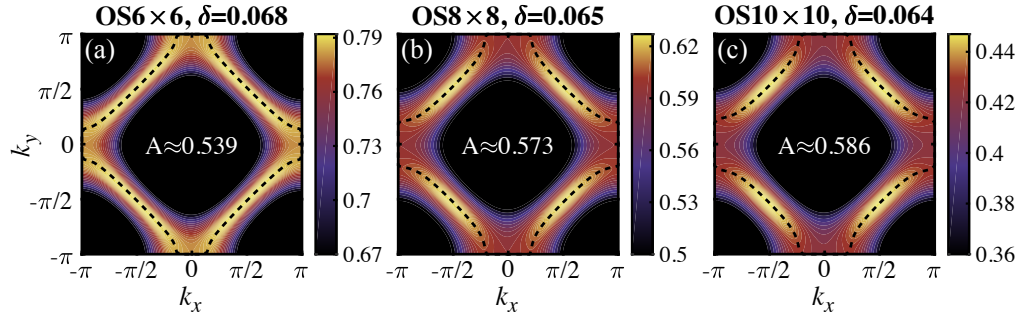 OS6×6, δ=0.068
OS8×8, δ=0.065
OS10×10, δ=0.064
(a)
(b)
(c)
π
π/2
0
-π/2
-π
k_y
A≈0.539
A≈0.573
A≈0.586
0.79
0.76
0.73
0.7
0.67
0.62
0.59
0.56
0.53
0.5
0.44
0.42
0.4
0.38
0.36
-π -π/2 0 π/2 π
-π -π/2 0 π/2 π
-π -π/2 0 π/2 π
k_x
k_x
k_x